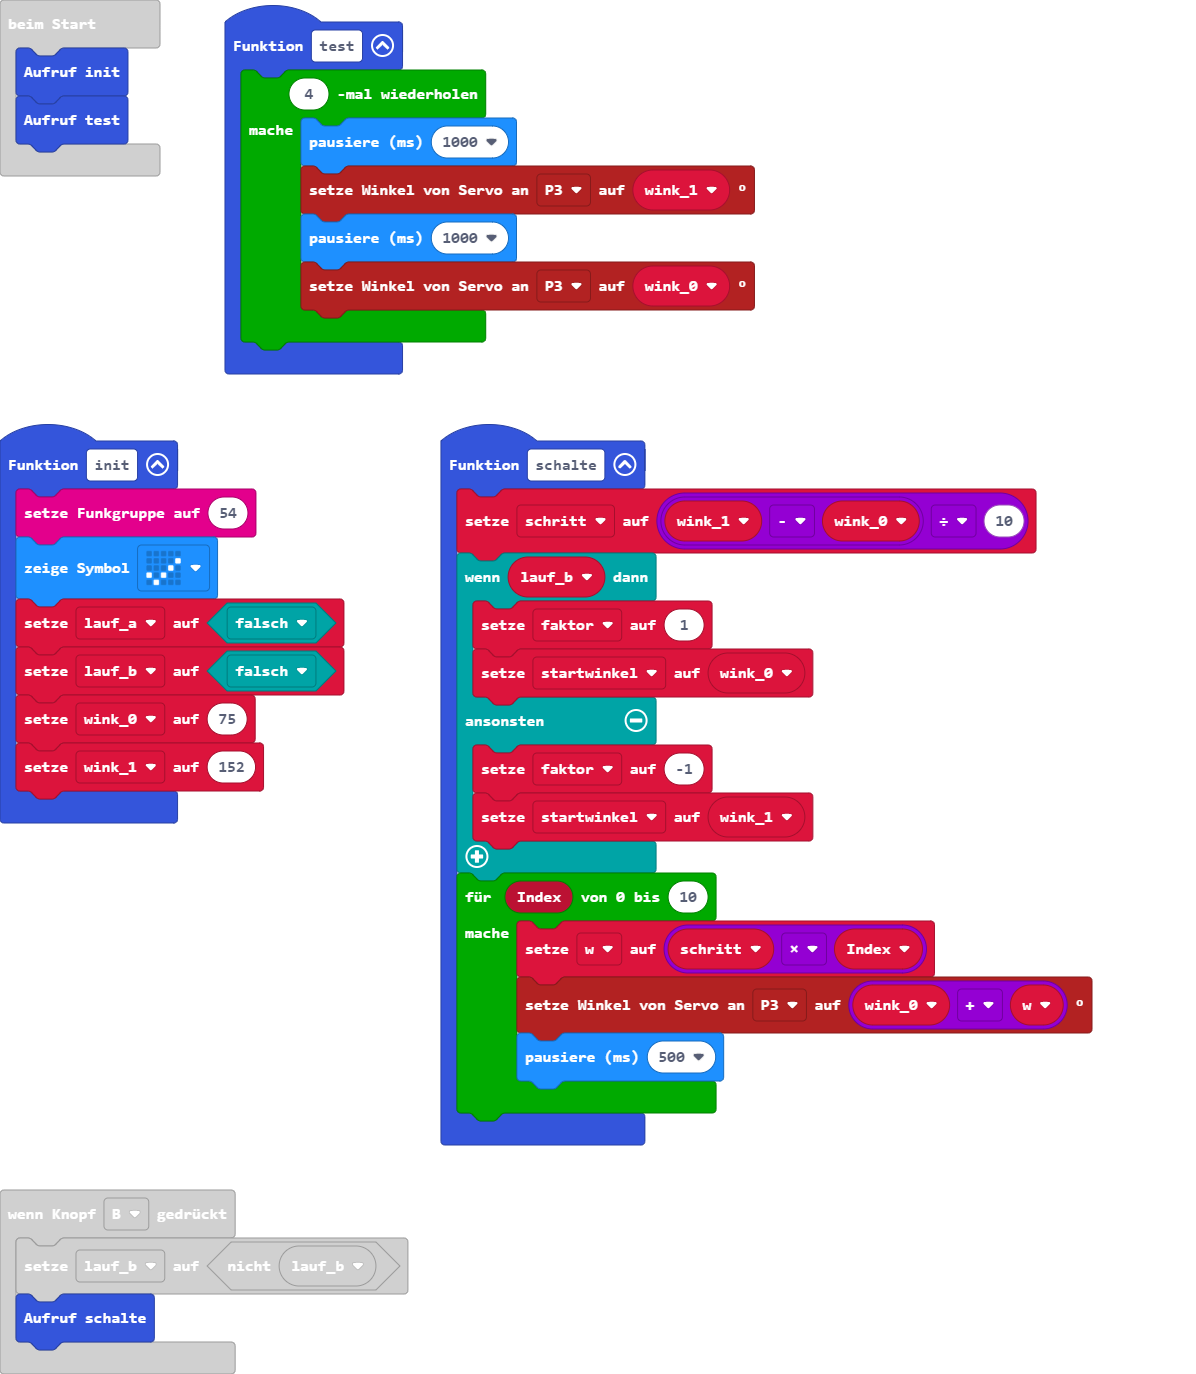 beim Start
Aufruf init
Aufruf test
Funktion test
4 -mal wiederholen
mache
pausiere (ms) 1000
setze Winkel von Servo an P3 auf wink_1 °
pausiere (ms) 1000
setze Winkel von Servo an P3 auf wink_0 °
Funktion init
setze Funkgruppe auf 54
zeige Symbol
setze lauf_a auf falsch
setze lauf_b auf falsch
setze wink_0 auf 75
setze wink_1 auf 152
Funktion schalte
setze schritt auf wink_1 - wink_0 ÷ 10
wenn lauf_b dann
setze faktor auf 1
setze startwinkel auf wink_0
ansonsten
setze faktor auf -1
setze startwinkel auf wink_1
für Index von 0 bis 10
mache
setze w auf schritt × Index
setze Winkel von Servo an P3 auf wink_0 + w °
pausiere (ms) 500
wenn Knopf B gedrückt
setze lauf_b auf nicht lauf_b
Aufruf schalte